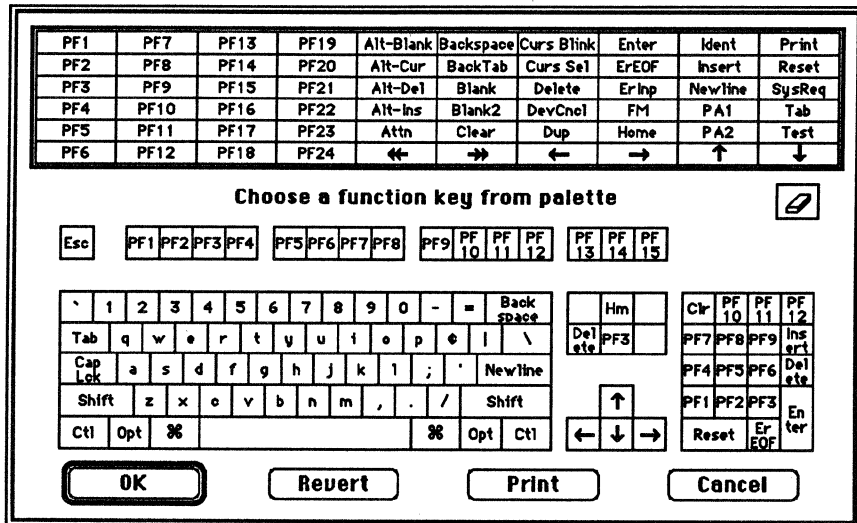 PF1 PF7 PF13 PF19 Alt-Blank Backspace Curs Blink Enter Ident Print
PF2 PF8 PF14 PF20 Alt-Cur BackTab Curs Sel ErEOF Insert Reset
PF3 PF9 PF15 PF21 Alt-Del Blank Delete ErInp Newline SysReq
PF4 PF10 PF16 PF22 Alt-Ins Blank2 DevCncl FM PA1 Tab
PF5 PF11 PF17 PF23 Attn Clear Dup Home PA2 Test
PF6 PF12 PF18 PF24 ↞ ↠ ← → ↑ ↓
Choose a function key from palette
Esc PF1 PF2 PF3 PF4 PF5 PF6 PF7 PF8 PF9 PF 10 PF 11 PF 12 PF 13 PF 14 PF 15
` 1 2 3 4 5 6 7 8 9 0 - = Back space Hm Clr PF 10 PF 11 PF 12
Tab q w e r t y u i o p ¢ | \ Del ete PF3 PF7 PF8 PF9 Ins ert
Cap Lck a s d f g h j k l ; ' Newline PF4 PF5 PF6 Del ete
Shift z x c v b n m , . / Shift ↑ PF1 PF2 PF3 En ter
Ctl Opt ⌘ ⌘ Opt Ctl ← ↓ → Reset Er EOF
OK Revert Print Cancel